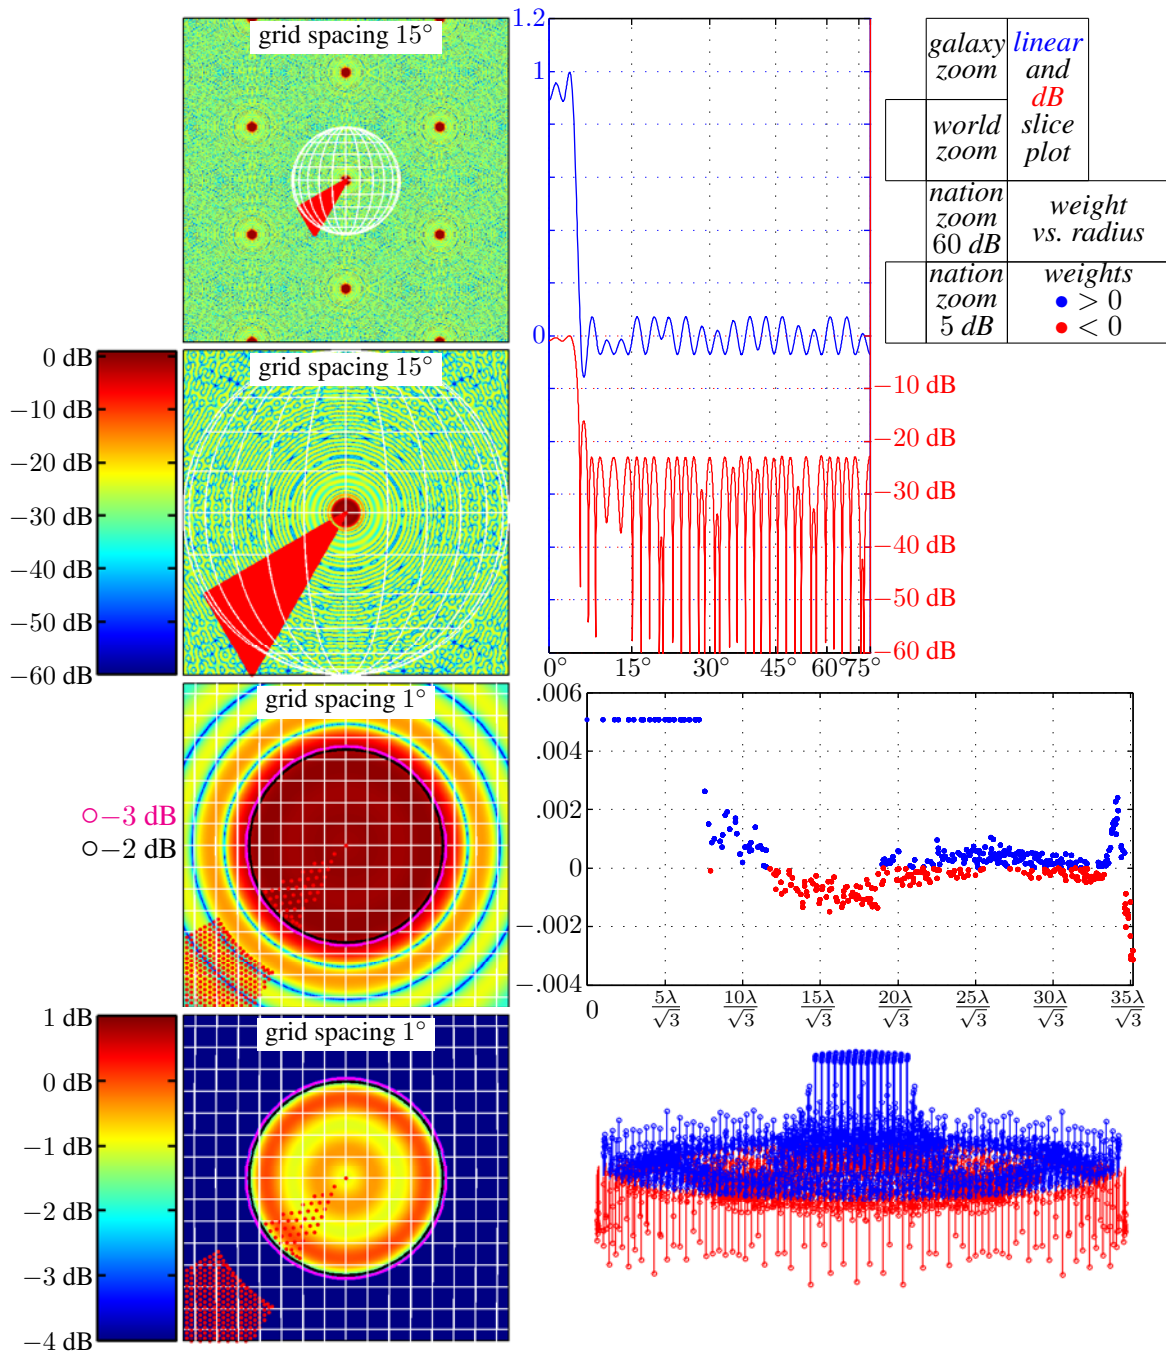 grid spacing 15°
1.2
1
0
−10 dB
−20 dB
−30 dB
−40 dB
−50 dB
−60 dB
0° 15° 30° 45° 60° 75°
galaxy zoom
linear and dB slice plot
world zoom
nation zoom 60 dB
weight vs. radius
nation zoom 5 dB
weights
● > 0
● < 0
grid spacing 15°
0 dB
−10 dB
−20 dB
−30 dB
−40 dB
−50 dB
−60 dB
grid spacing 1°
○−3 dB
○−2 dB
.006
.004
.002
0
−.002
−.004
0 5λ/√3 10λ/√3 15λ/√3 20λ/√3 25λ/√3 30λ/√3 35λ/√3
grid spacing 1°
1 dB
0 dB
−1 dB
−2 dB
−3 dB
−4 dB